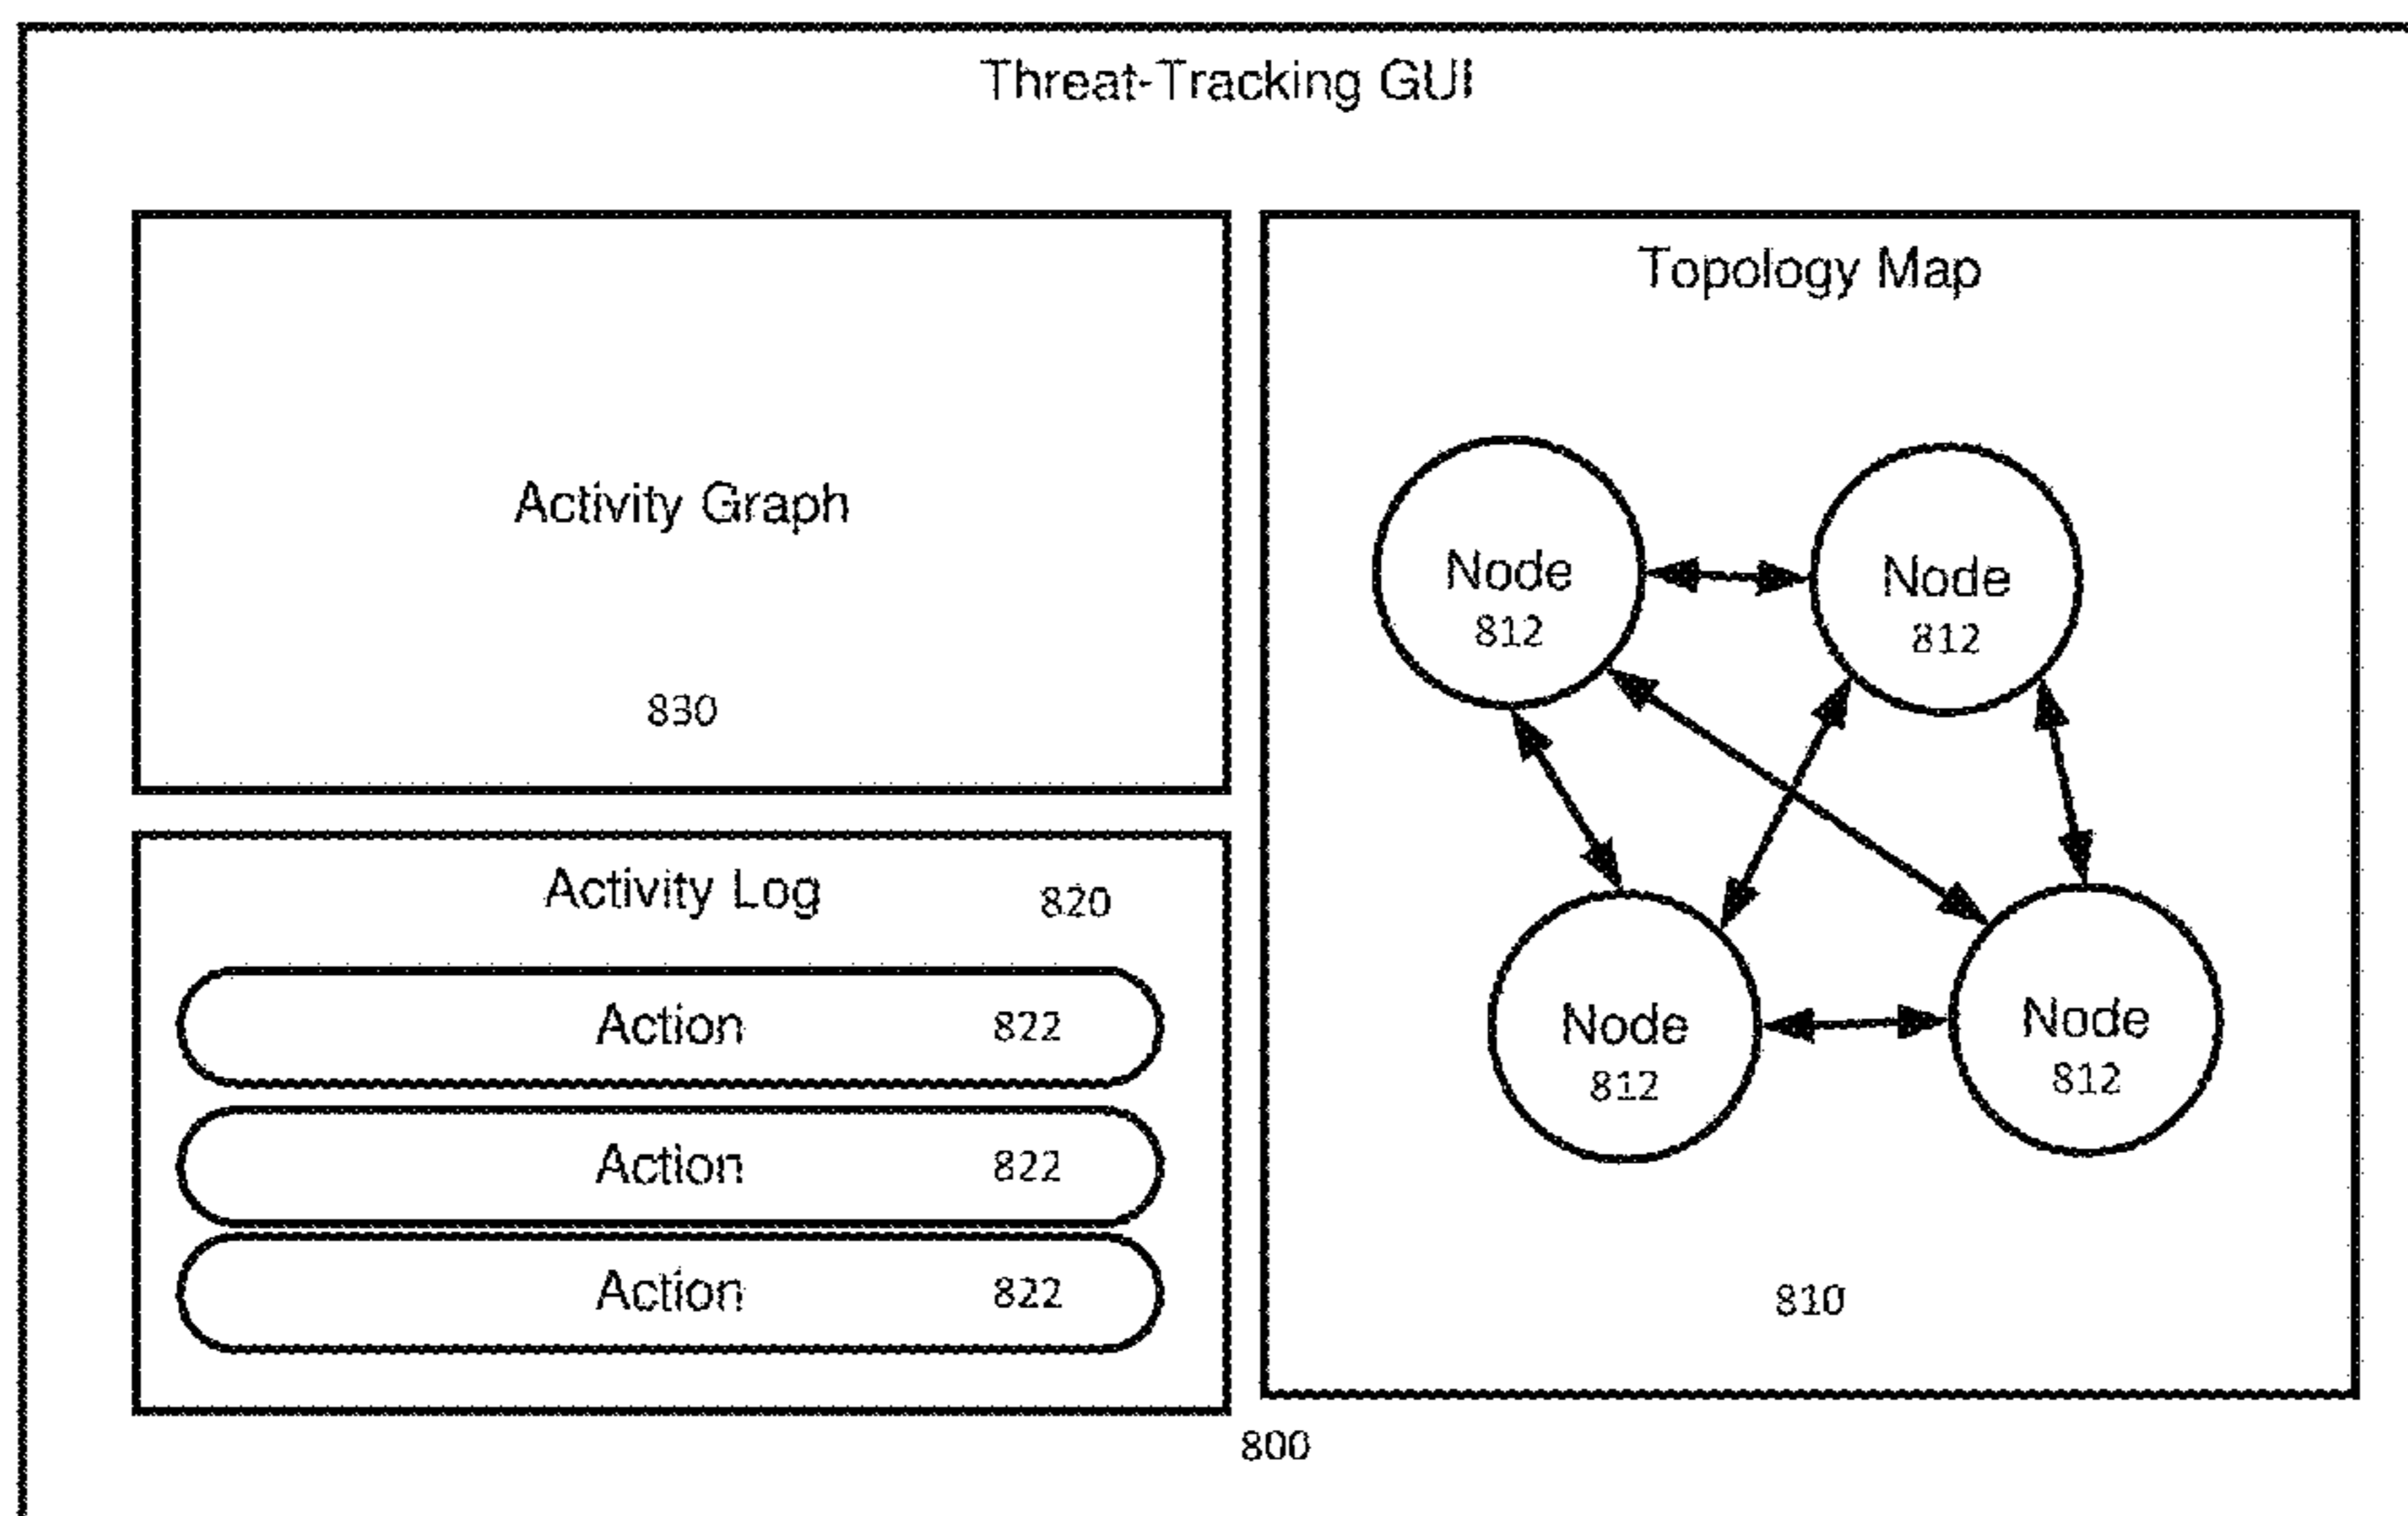 Threat-Tracking GUI
Activity Graph
830
Activity Log 820
Action 822
Action 822
Action 822
Topology Map
Node
812
Node
812
Node
812
Node
812
810
800